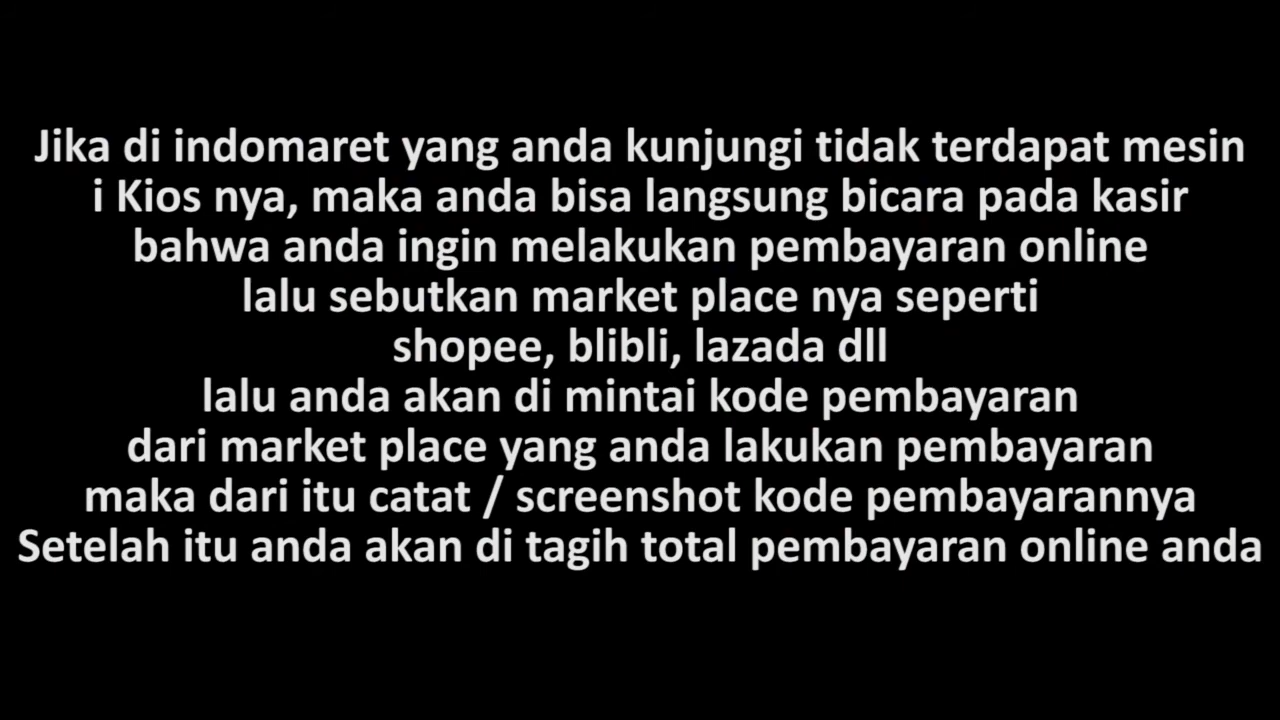 Jika di indomaret yang anda kunjungi tidak terdapat mesin
i Kios nya, maka anda bisa langsung bicara pada kasir
bahwa anda ingin melakukan pembayaran online
lalu sebutkan market place nya seperti
shopee, blibli, lazada dll
lalu anda akan di mintai kode pembayaran
dari market place yang anda lakukan pembayaran
maka dari itu catat / screenshot kode pembayarannya
Setelah itu anda akan di tagih total pembayaran online anda